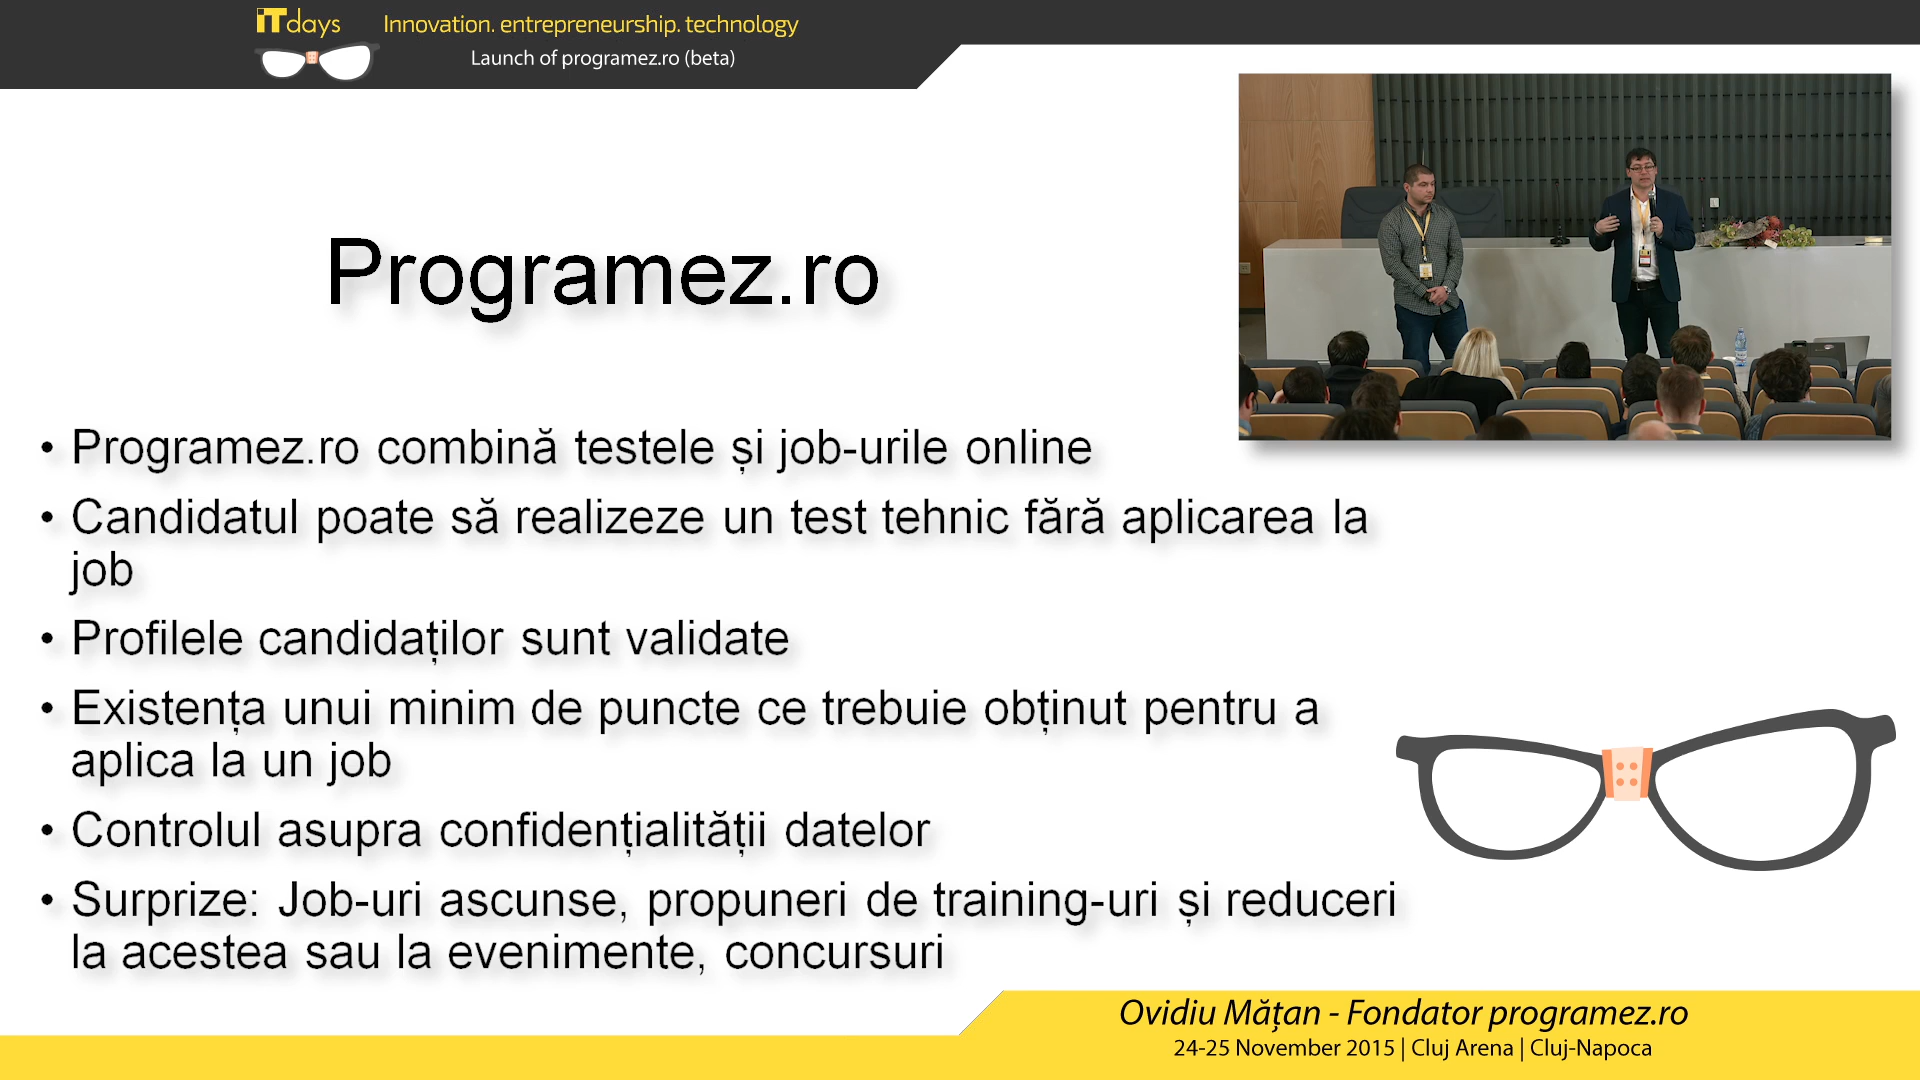 iTdays
Innovation. entrepreneurship. technology
Launch of programez.ro (beta)
Programez.ro
• Programez.ro combină testele și job-urile online
• Candidatul poate să realizeze un test tehnic fără aplicarea la
job
• Profilele candidaților sunt validate
• Existența unui minim de puncte ce trebuie obținut pentru a
aplica la un job
• Controlul asupra confidențialității datelor
• Surprize: Job-uri ascunse, propuneri de training-uri și reduceri
la acestea sau la evenimente, concursuri
Ovidiu Mățan - Fondator programez.ro
24-25 November 2015 | Cluj Arena | Cluj-Napoca